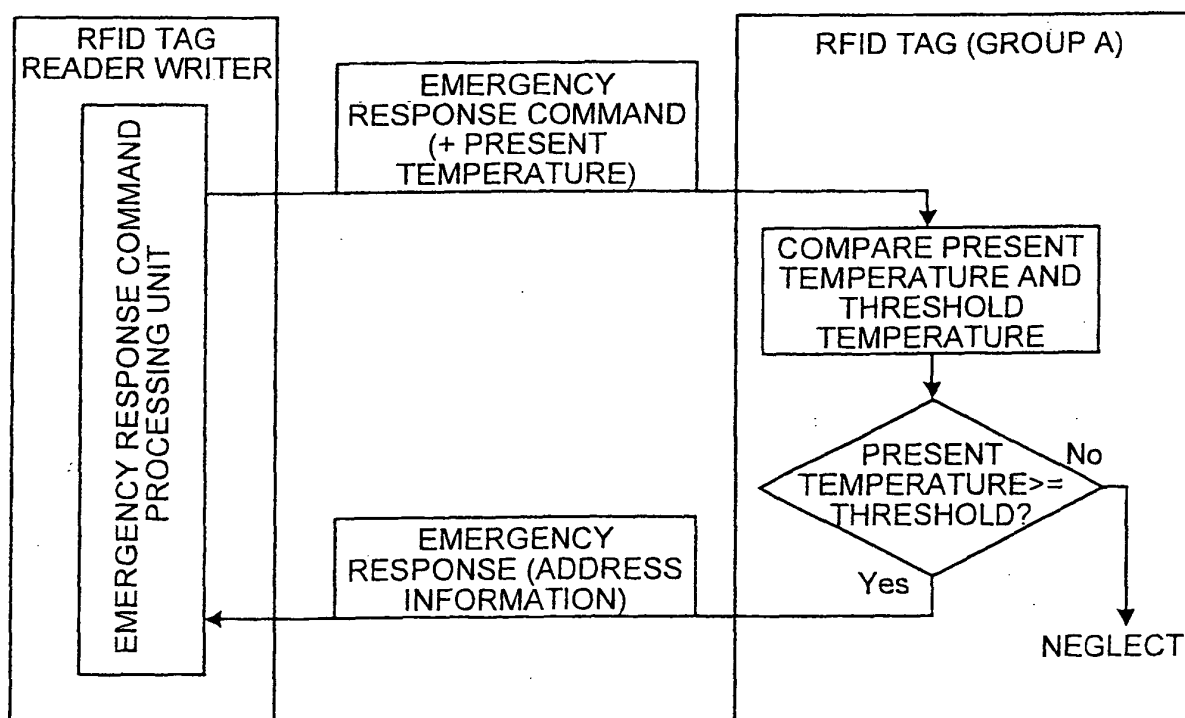 RFID TAG
READER WRITER
EMERGENCY RESPONSE COMMAND
PROCESSING UNIT
EMERGENCY
RESPONSE COMMAND
(+ PRESENT
TEMPERATURE)
RFID TAG (GROUP A)
COMPARE PRESENT
TEMPERATURE AND
THRESHOLD
TEMPERATURE
PRESENT
TEMPERATURE>=
THRESHOLD?
No
Yes
NEGLECT
EMERGENCY
RESPONSE (ADDRESS
INFORMATION)